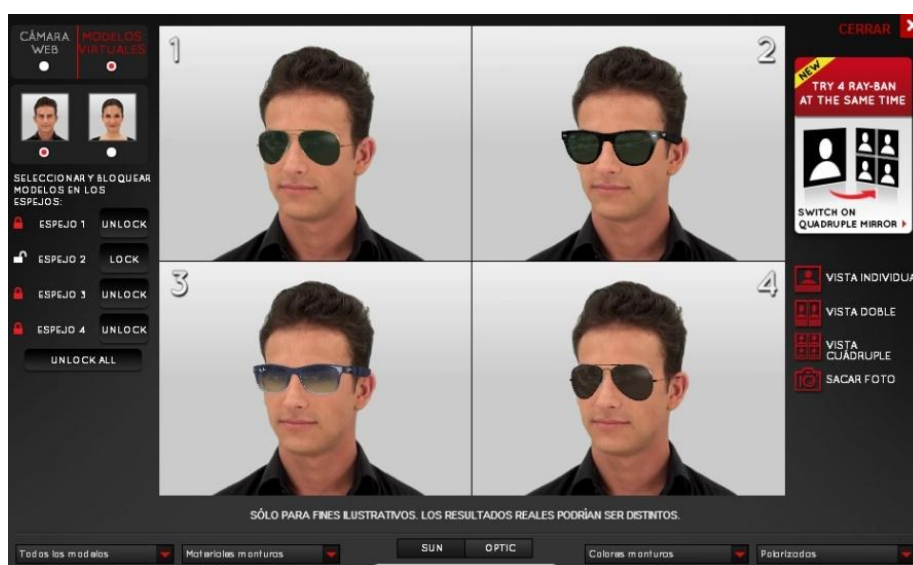 CÂMARA
WEB
MODELOS
VIRTUALES
SELECCIONAR Y BLOQUEAR
MODELOS EN LOS
ESPEJOS:
ESPEJO 1 UNLOCK
ESPEJO 2 LOCK
ESPEJO 3 UNLOCK
ESPEJO 4 UNLOCK
UNLOCK ALL
1
2
3
4
CERRAR X
NEW
TRY 4 RAY-BAN
AT THE SAME TIME
SWITCH ON
QUADRUPLE MIRROR
VISTA INDIVIDUA
VISTA DOBLE
VISTA
CUÁDRUPLE
SACAR FOTO
SÓLO PARA FINES ILUSTRATIVOS. LOS RESULTADOS REALES PODRÍAN SER DISTINTOS.
Todos los modelos
Materiales monturas
SUN OPTIC
Colores monturas
Polarizados